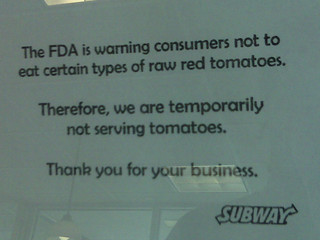 The FDA is warning consumers not to
eat certain types of raw red tomatoes.
Therefore, we are temporarily
not serving tomatoes.
Thank you for your business.
SUBWAY